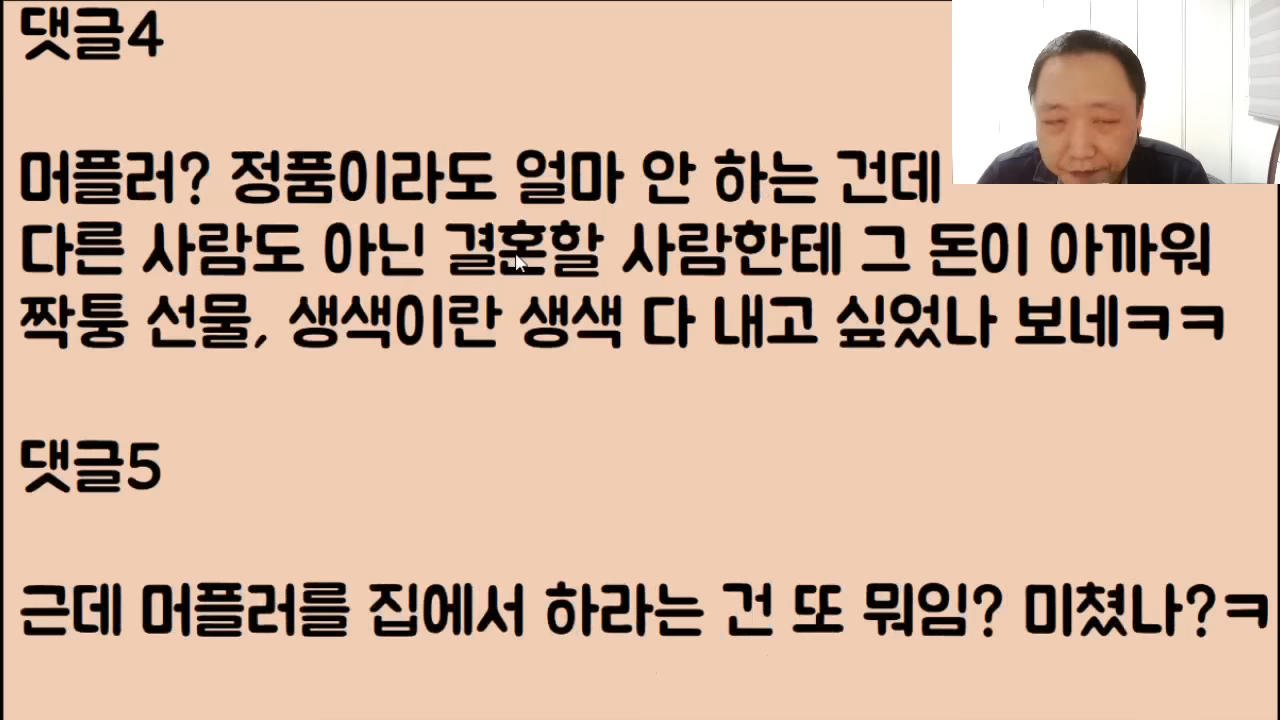 댓글4
머플러? 정품이라도 얼마 안 하는 건데
다른 사람도 아닌 결혼할 사람한테 그 돈이 아까워
짝퉁 선물, 생색이란 생색 다 내고 싶었나 보네ㅋㅋ
댓글5
근데 머플러를 집에서 하라는 건 또 뭐임? 미쳤나?ㅋ